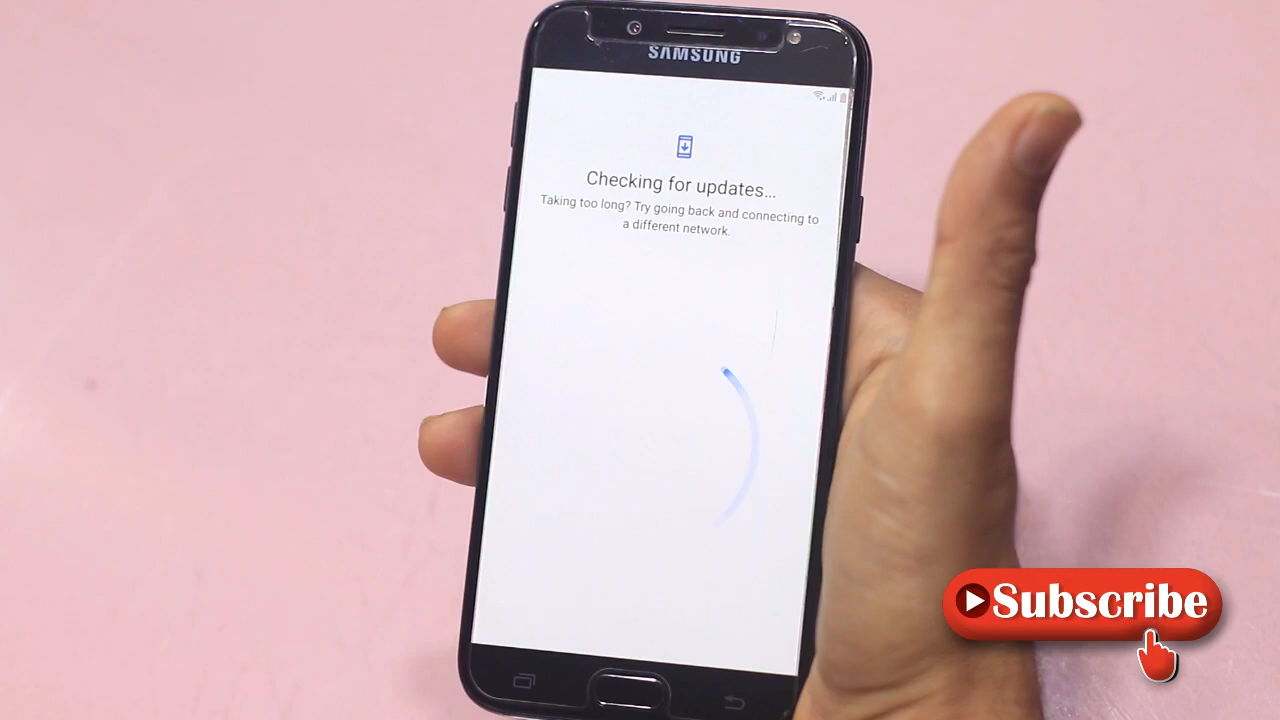 SAMSUNG
Checking for updates...
Taking too long? Try going back and connecting to
a different network.
Subscribe